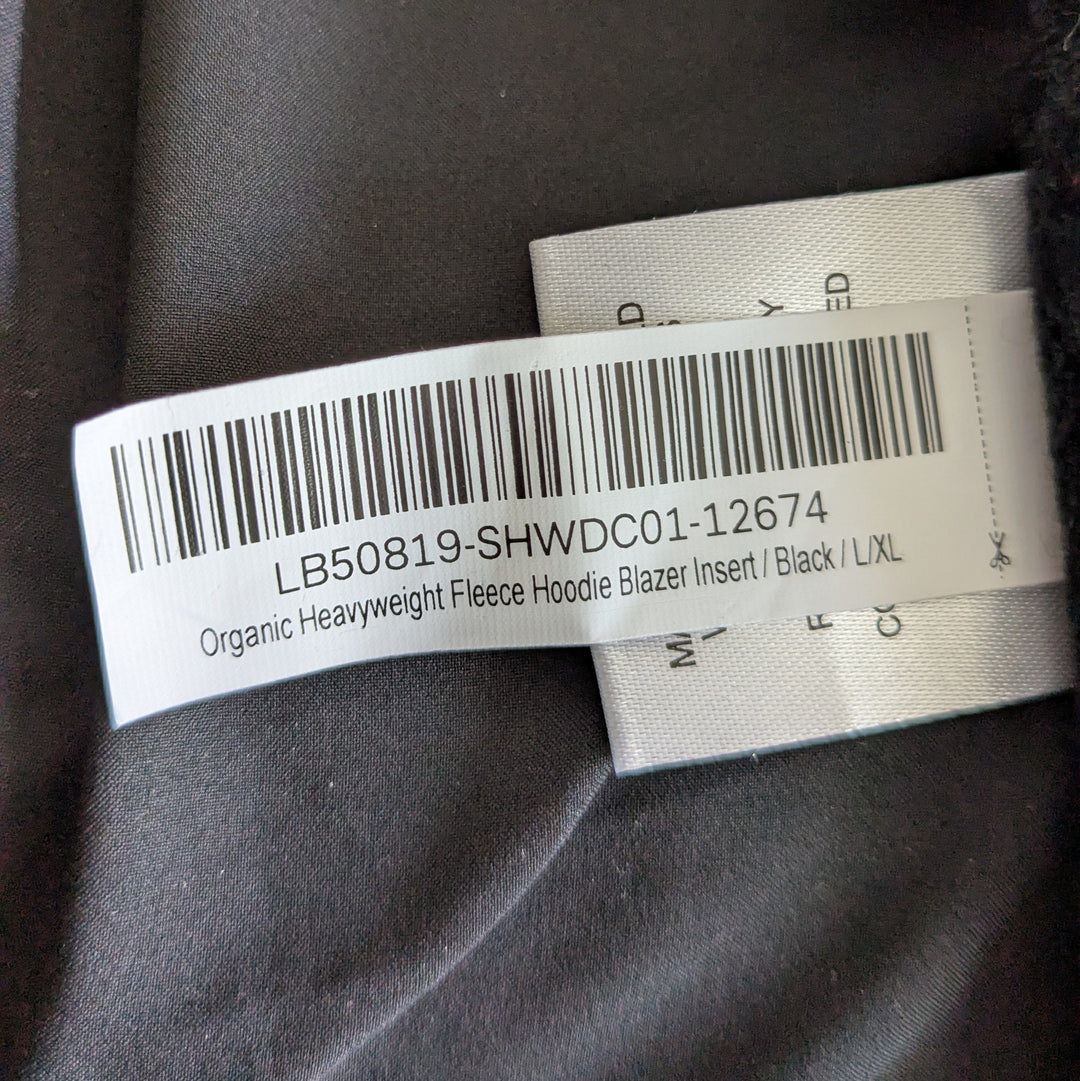 LB50819-SHWDC01-12674
Organic Heavyweight Fleece Hoodie Blazer Insert / Black / L/XL